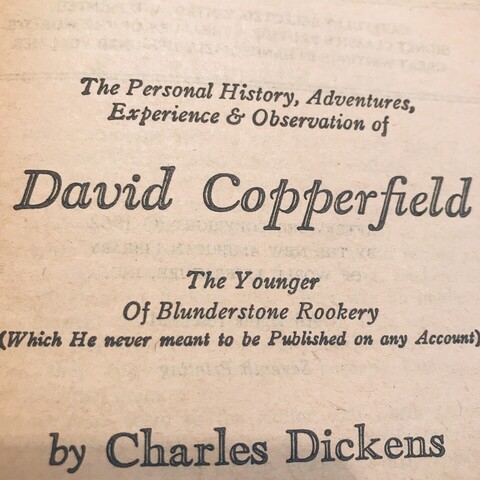 The Personal History, Adventures,
Experience & Observation of
David Copperfield
The Younger
Of Blunderstone Rookery
(Which He never meant to be Published on any Account)
by Charles Dickens